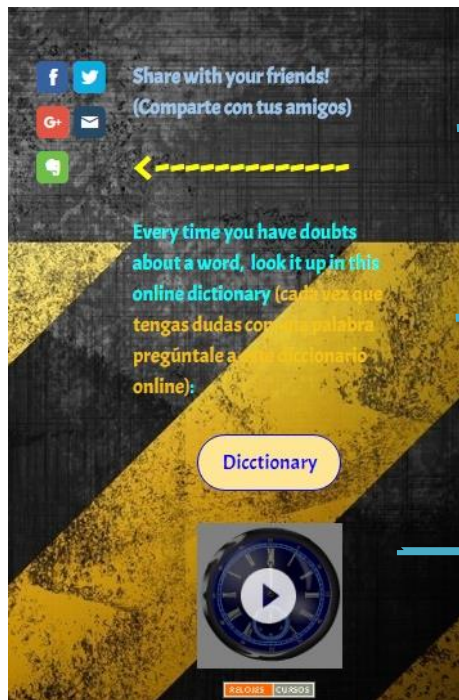 Share with your friends!
(Comparte con tus amigos)
Every time you have doubts
about a word, look it up in this
online dictionary (cada vez que
tengas dudas con una palabra
pregúntale a este diccionario
online):
Dicctionary
RELOJES CURSOS